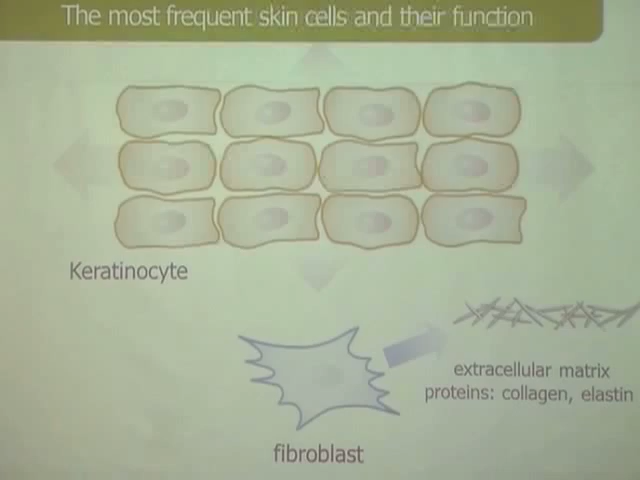 The most frequent skin cells and their function
Keratinocyte
extracellular matrix
proteins: collagen, elastin
fibroblast